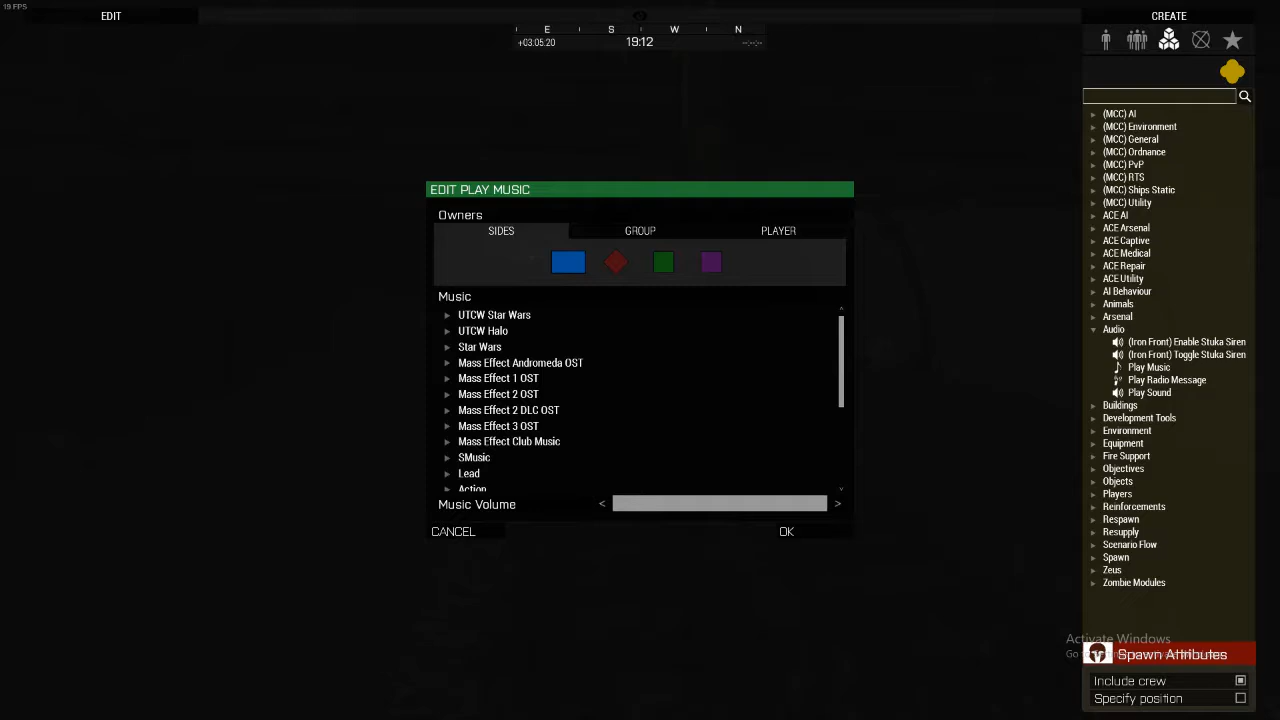 19 FPS
EDIT
E S W N
+03:05:20 19:12 --:--:--
CREATE
EDIT PLAY MUSIC
Owners
SIDES GROUP PLAYER
Music
UTCW Star Wars
UTCW Halo
Star Wars
Mass Effect Andromeda OST
Mass Effect 1 OST
Mass Effect 2 OST
Mass Effect 2 DLC OST
Mass Effect 3 OST
Mass Effect Club Music
SMusic
Lead
Action
Music Volume < >
CANCEL OK
(MCC) AI
(MCC) Environment
(MCC) General
(MCC) Ordnance
(MCC) PvP
(MCC) RTS
(MCC) Ships Static
(MCC) Utility
ACE AI
ACE Arsenal
ACE Captive
ACE Medical
ACE Repair
ACE Utility
AI Behaviour
Animals
Arsenal
Audio
(Iron Front) Enable Stuka Siren
(Iron Front) Toggle Stuka Siren
Play Music
Play Radio Message
Play Sound
Buildings
Development Tools
Environment
Equipment
Fire Support
Objectives
Objects
Players
Reinforcements
Respawn
Resupply
Scenario Flow
Spawn
Zeus
Zombie Modules
Activate Windows
Spawn Attributes
Include crew
Specify position